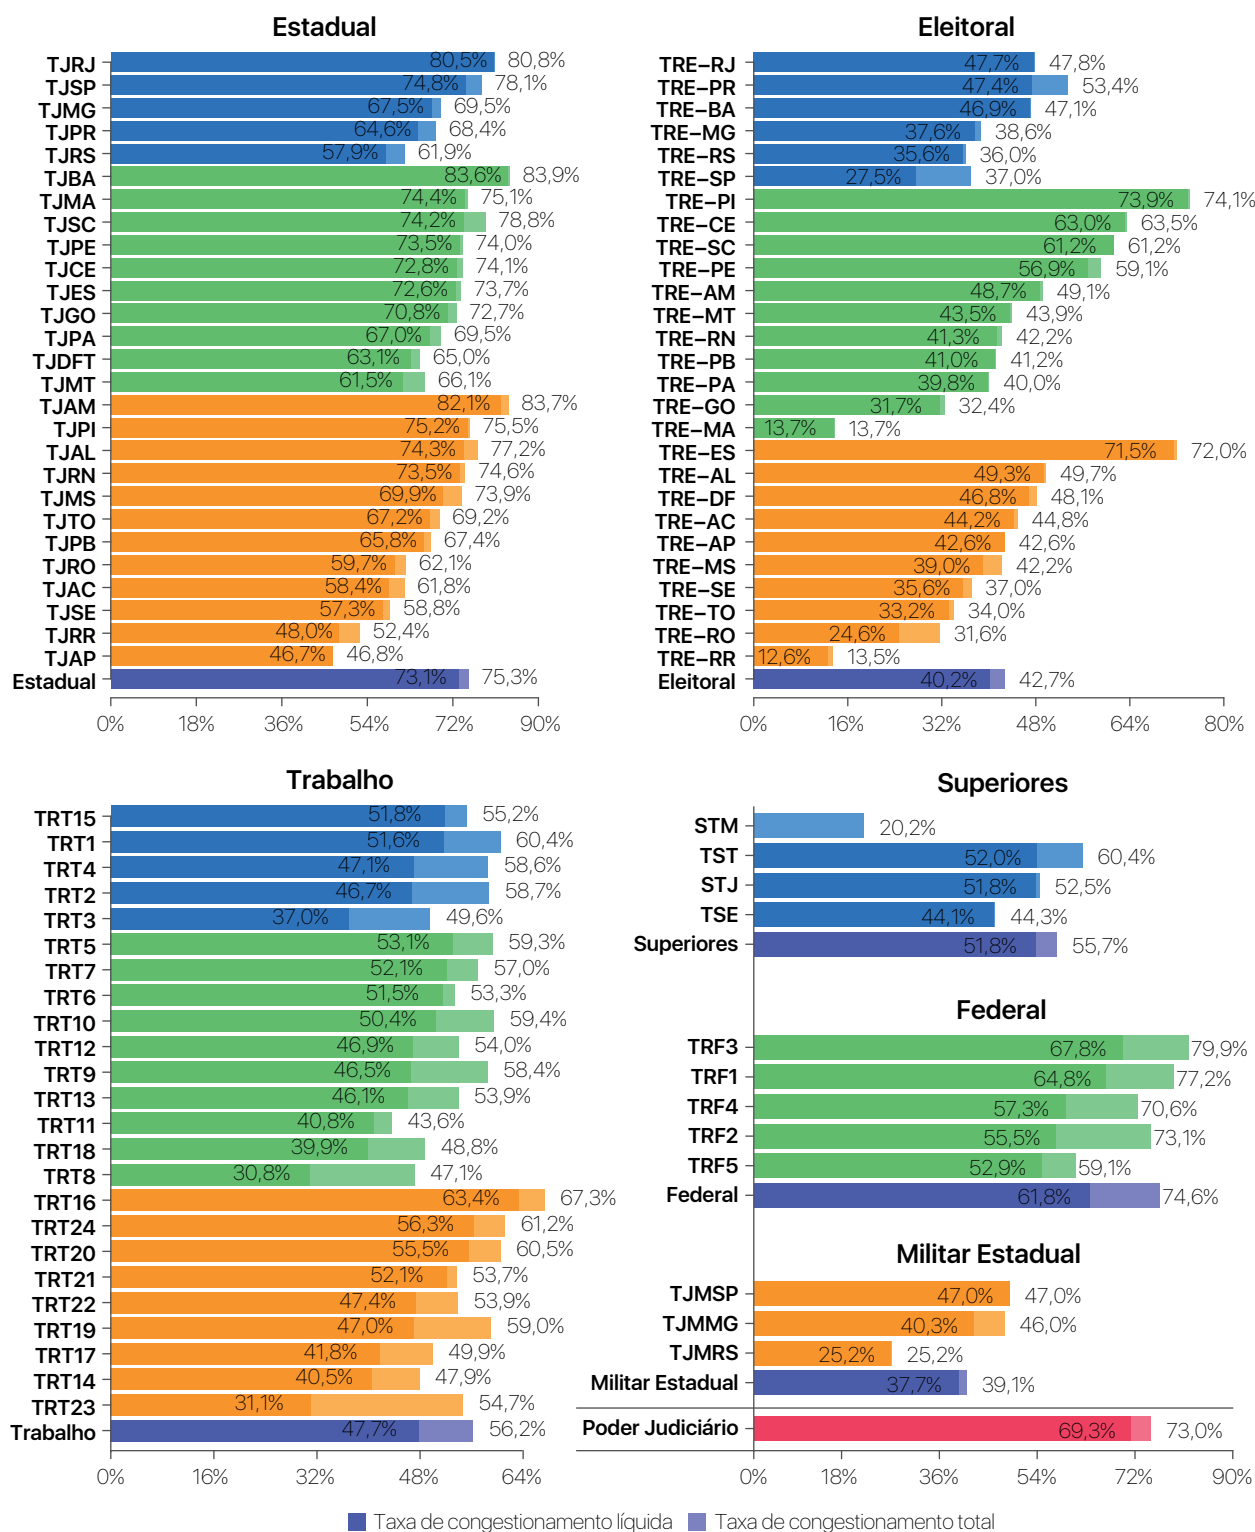 Estadual
TJRJ 80,5% 80,8%
TJSP 74,8% 78,1%
TJMG 67,5% 69,5%
TJPR 64,6% 68,4%
TJRS 57,9% 61,9%
TJBA 83,6% 83,9%
TJMA 74,4% 75,1%
TJSC 74,2% 78,8%
TJPE 73,5% 74,0%
TJCE 72,8% 74,1%
TJES 72,6% 73,7%
TJGO 70,8% 72,7%
TJPA 67,0% 69,5%
TJDFT 63,1% 65,0%
TJMT 61,5% 66,1%
TJAM 82,1% 83,7%
TJPI 75,2% 75,5%
TJAL 74,3% 77,2%
TJRN 73,5% 74,6%
TJMS 69,9% 73,9%
TJTO 67,2% 69,2%
TJPB 65,8% 67,4%
TJRO 59,7% 62,1%
TJAC 58,4% 61,8%
TJSE 57,3% 58,8%
TJRR 48,0% 52,4%
TJAP 46,7% 46,8%
Estadual 73,1% 75,3%
0% 18% 36% 54% 72% 90%
Eleitoral
TRE–RJ 47,7% 47,8%
TRE–PR 47,4% 53,4%
TRE–BA 46,9% 47,1%
TRE–MG 37,6% 38,6%
TRE–RS 35,6% 36,0%
TRE–SP 27,5% 37,0%
TRE–PI 73,9% 74,1%
TRE–CE 63,0% 63,5%
TRE–SC 61,2% 61,2%
TRE–PE 56,9% 59,1%
TRE–AM 48,7% 49,1%
TRE–MT 43,5% 43,9%
TRE–RN 41,3% 42,2%
TRE–PB 41,0% 41,2%
TRE–PA 39,8% 40,0%
TRE–GO 31,7% 32,4%
TRE–MA 13,7% 13,7%
TRE–ES 71,5% 72,0%
TRE–AL 49,3% 49,7%
TRE–DF 46,8% 48,1%
TRE–AC 44,2% 44,8%
TRE–AP 42,6% 42,6%
TRE–MS 39,0% 42,2%
TRE–SE 35,6% 37,0%
TRE–TO 33,2% 34,0%
TRE–RO 24,6% 31,6%
TRE–RR 12,6% 13,5%
Eleitoral 40,2% 42,7%
0% 16% 32% 48% 64% 80%
Trabalho
TRT15 51,8% 55,2%
TRT1 51,6% 60,4%
TRT4 47,1% 58,6%
TRT2 46,7% 58,7%
TRT3 37,0% 49,6%
TRT5 53,1% 59,3%
TRT7 52,1% 57,0%
TRT6 51,5% 53,3%
TRT10 50,4% 59,4%
TRT12 46,9% 54,0%
TRT9 46,5% 58,4%
TRT13 46,1% 53,9%
TRT11 40,8% 43,6%
TRT18 39,9% 48,8%
TRT8 30,8% 47,1%
TRT16 63,4% 67,3%
TRT24 56,3% 61,2%
TRT20 55,5% 60,5%
TRT21 52,1% 53,7%
TRT22 47,4% 53,9%
TRT19 47,0% 59,0%
TRT17 41,8% 49,9%
TRT14 40,5% 47,9%
TRT23 31,1% 54,7%
Trabalho 47,7% 56,2%
0% 16% 32% 48% 64%
Superiores
STM 20,2%
TST 52,0% 60,4%
STJ 51,8% 52,5%
TSE 44,1% 44,3%
Superiores 51,8% 55,7%
Federal
TRF3 67,8% 79,9%
TRF1 64,8% 77,2%
TRF4 57,3% 70,6%
TRF2 55,5% 73,1%
TRF5 52,9% 59,1%
Federal 61,8% 74,6%
Militar Estadual
TJMSP 47,0% 47,0%
TJMMG 40,3% 46,0%
TJMRS 25,2% 25,2%
Militar Estadual 37,7% 39,1%
Poder Judiciário 69,3% 73,0%
0% 18% 36% 54% 72% 90%
Taxa de congestionamento líquida Taxa de congestionamento total